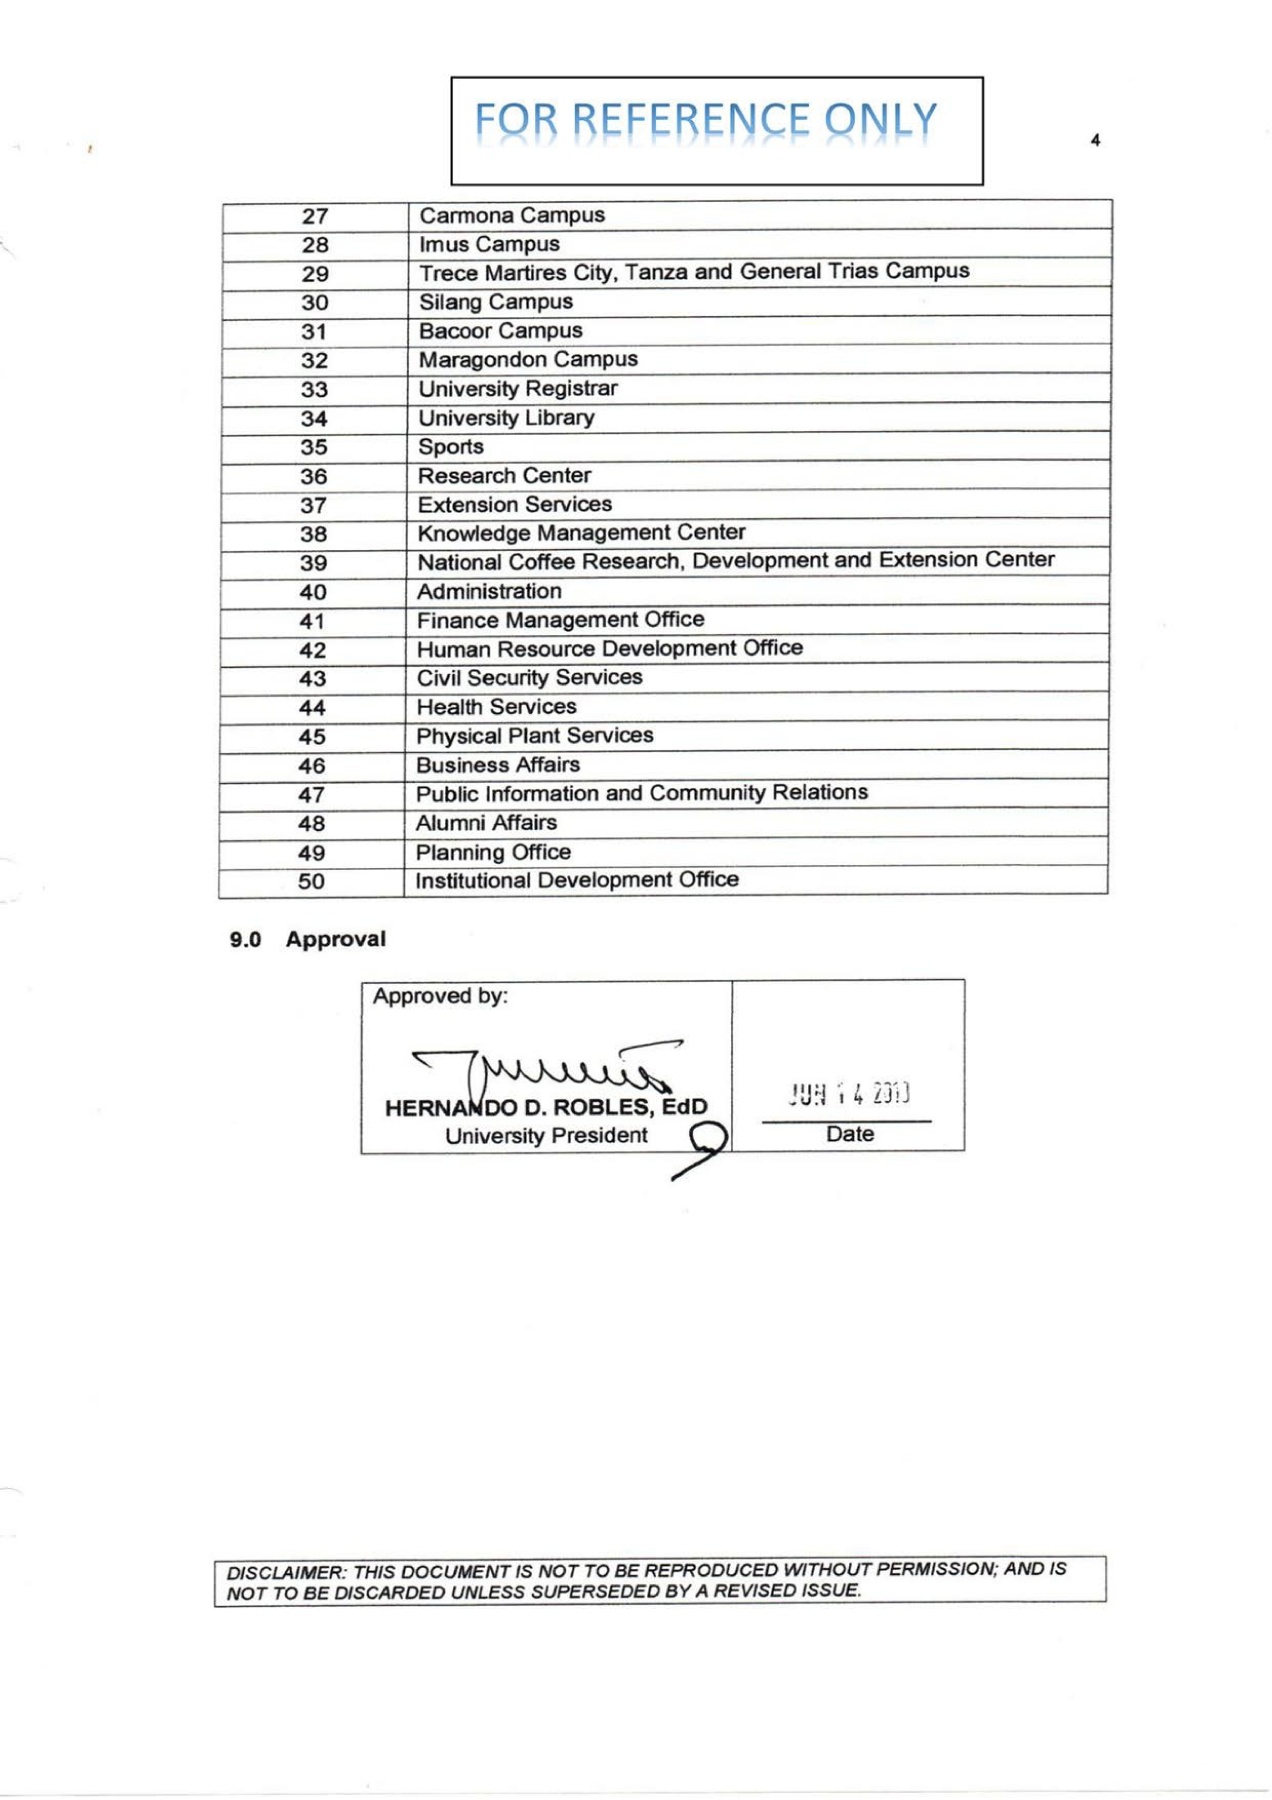 FOR REFERENCE ONLY
4
27 Carmona Campus
28 Imus Campus
29 Trece Martires City, Tanza and General Trias Campus
30 Silang Campus
31 Bacoor Campus
32 Maragondon Campus
33 University Registrar
34 University Library
35 Sports
36 Research Center
37 Extension Services
38 Knowledge Management Center
39 National Coffee Research, Development and Extension Center
40 Administration
41 Finance Management Office
42 Human Resource Development Office
43 Civil Security Services
44 Health Services
45 Physical Plant Services
46 Business Affairs
47 Public Information and Community Relations
48 Alumni Affairs
49 Planning Office
50 Institutional Development Office
9.0 Approval
Approved by:
HERNANDO D. ROBLES, EdD
University President
JUN 14
Date
DISCLAIMER: THIS DOCUMENT IS NOT TO BE REPRODUCED WITHOUT PERMISSION; AND IS
NOT TO BE DISCARDED UNLESS SUPERSEDED BY A REVISED ISSUE.